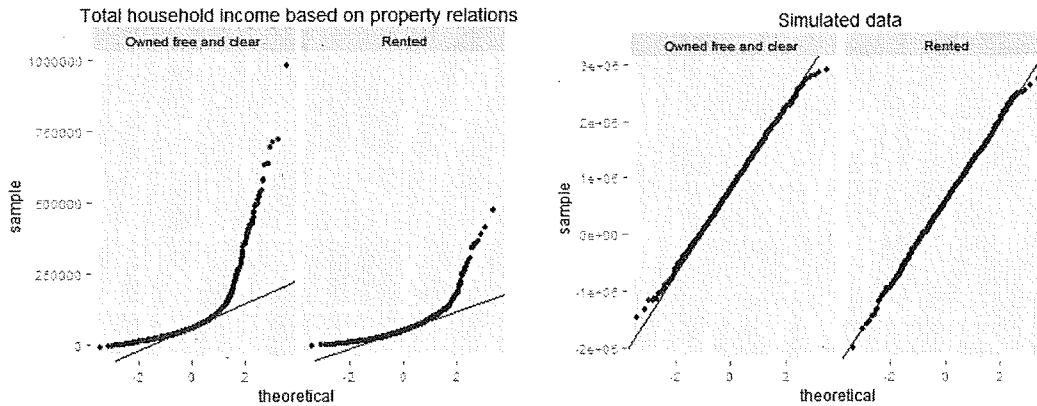 Total household income based on property relations
Owned free and clear
Rented
1000000
750000
500000
250000
0
sample
-2
0
2
-2
0
2
theoretical
Simulated data
Owned free and clear
Rented
3e+05
2e+05
1e+05
0e+00
-1e+05
-2e+05
sample
-2
0
2
-2
0
2
theoretical